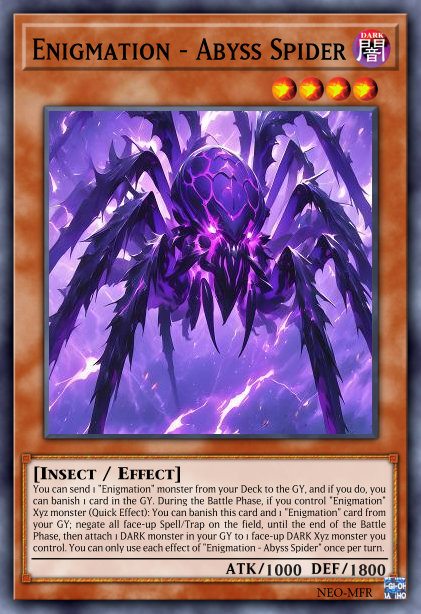 Enigmation - Abyss Spider
DARK
闇
[Insect / Effect]
You can send 1 "Enigmation" monster from your Deck to the GY, and if you do, you
can banish 1 card in the GY. During the Battle Phase, if you control "Enigmation"
Xyz monster (Quick Effect): You can banish this card and 1 "Enigmation" card from
your GY; negate all face-up Spell/Trap on the field, until the end of the Battle
Phase, then attach 1 DARK monster in your GY to 1 face-up DARK Xyz monster you
control. You can only use each effect of "Enigmation - Abyss Spider" once per turn.
ATK/1000 DEF/1800
NEO-MFR